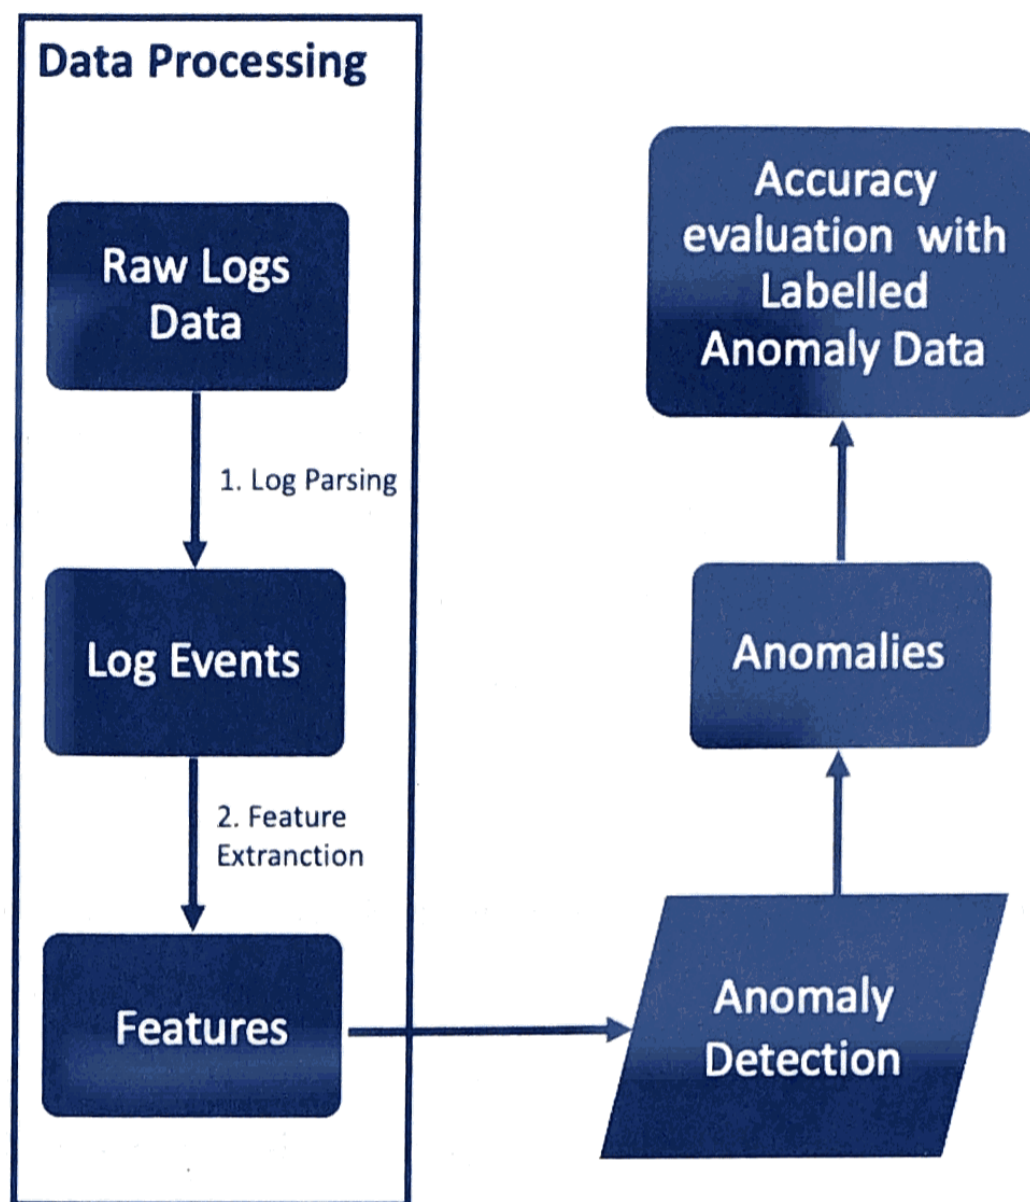 Data Processing
Raw Logs
Data
1. Log Parsing
Log Events
2. Feature
Extranction
Features
Anomaly
Detection
Anomalies
Accuracy
evaluation with
Labelled
Anomaly Data